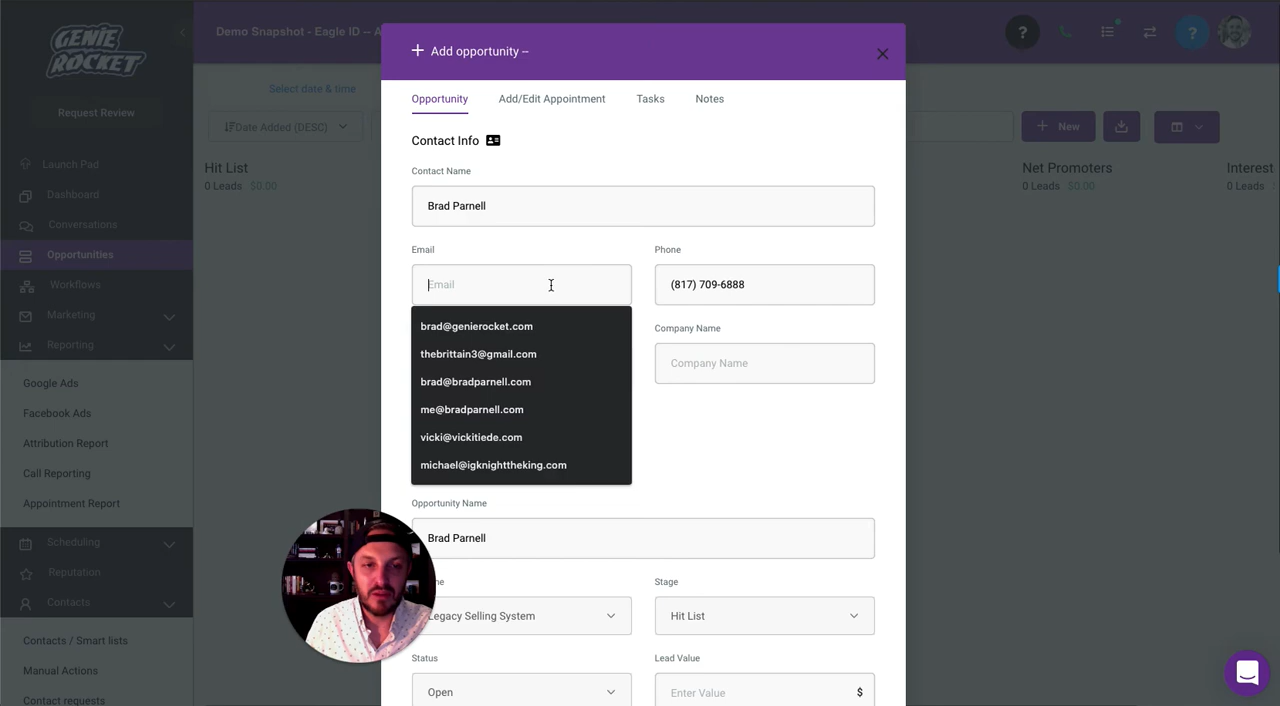 GENIE
ROCKET
Request Review
Launch Pad
Dashboard
Conversations
Opportunities
Workflows
Marketing
Reporting
Google Ads
Facebook Ads
Attribution Report
Call Reporting
Appointment Report
Scheduling
Reputation
Contacts
Contacts / Smart lists
Manual Actions
Contact requests
Demo Snapshot - Eagle ID -- A
Select date & time
Date Added (DESC)
Hit List
0 Leads $0.00
+ Add opportunity --
Opportunity Add/Edit Appointment Tasks Notes
Contact Info
Contact Name
Brad Parnell
Email Phone
Email (817) 709-6888
brad@genierocket.com
thebrittain3@gmail.com
brad@bradparnell.com
me@bradparnell.com
vicki@vickitiede.com
michael@igknighttheking.com
Company Name
Company Name
Opportunity Name
Brad Parnell
Stage
Legacy Selling System Hit List
Status Lead Value
Open Enter Value $
? ?
+ New
Net Promoters
0 Leads $0.00
Interest
0 Leads